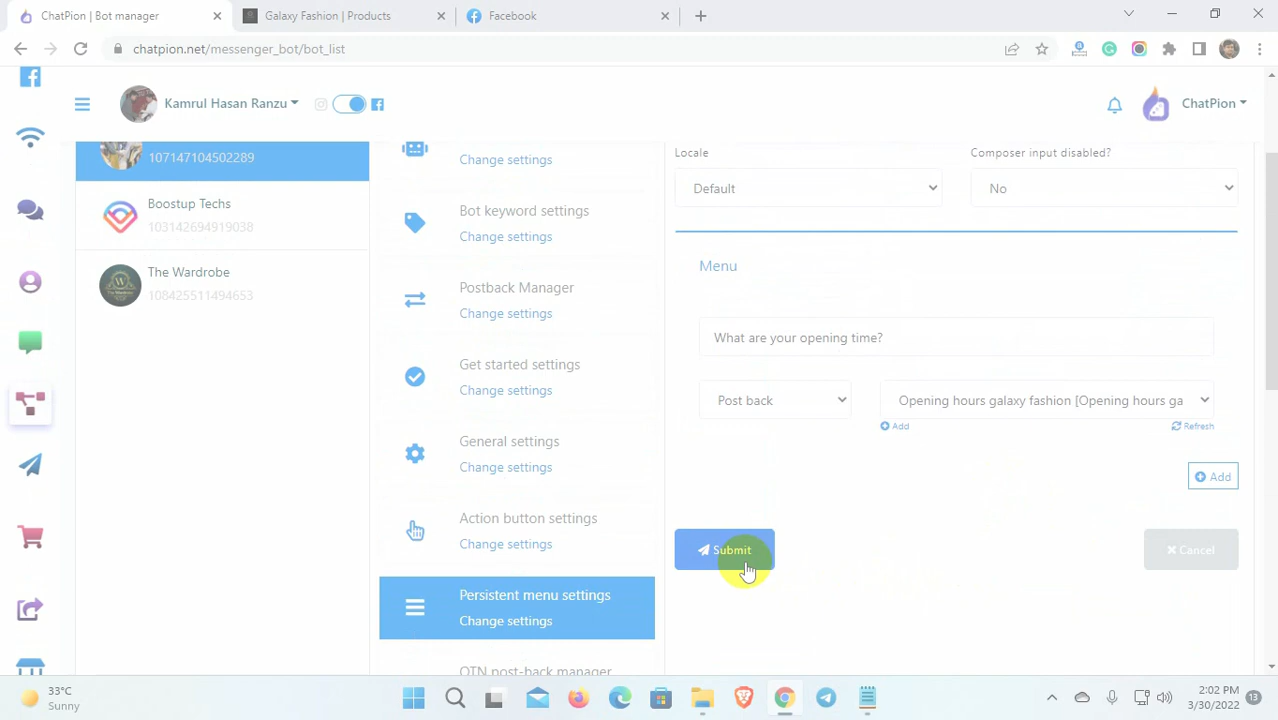 ChatPion | Bot manager
Galaxy Fashion | Products
Facebook
chatpion.net/messenger_bot/bot_list
Kamrul Hasan Ranzu
ChatPion
107147104502289
Boostup Techs
103142694919038
The Wardrobe
108425511494653
Change settings
Bot keyword settings
Change settings
Postback Manager
Change settings
Get started settings
Change settings
General settings
Change settings
Action button settings
Change settings
Persistent menu settings
Change settings
OTN post-back manager
Locale
Composer input disabled?
Default
No
Menu
What are your opening time?
Post back
Opening hours galaxy fashion [Opening hours ga
Add
Refresh
Add
Submit
Cancel
33°C
Sunny
2:02 PM
3/30/2022
13